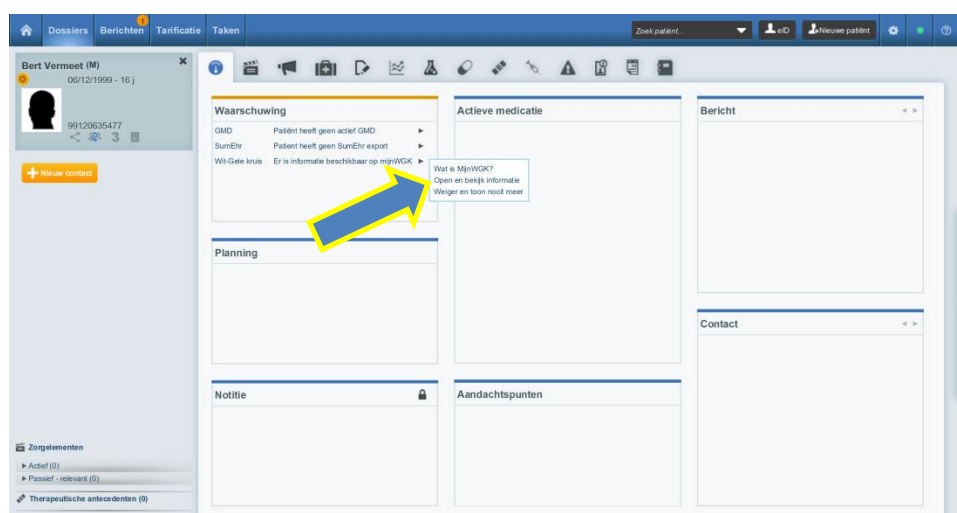 Dossiers Berichten 1 Tarificatie Taken Zoek patiënt... eID Nieuwe patiënt
Bert Vermeet (M) ×
06/12/1999 - 16 j
99120635477
3
Nieuw contact
Waarschuwing
GMD Patiënt heeft geen actief GMD
SumEhr Patient heeft geen SumEhr export
Wit-Gele kruis Er is informatie beschikbaar op mijnWGK
Wat is MijnWGK?
Open en bekijk informatie
Weiger en toon nooit meer
Actieve medicatie
Bericht
Planning
Contact
Notitie
Aandachtspunten
Zorgelementen
Actief (0)
Passief - relevant (0)
Therapeutische antecedenten (0)